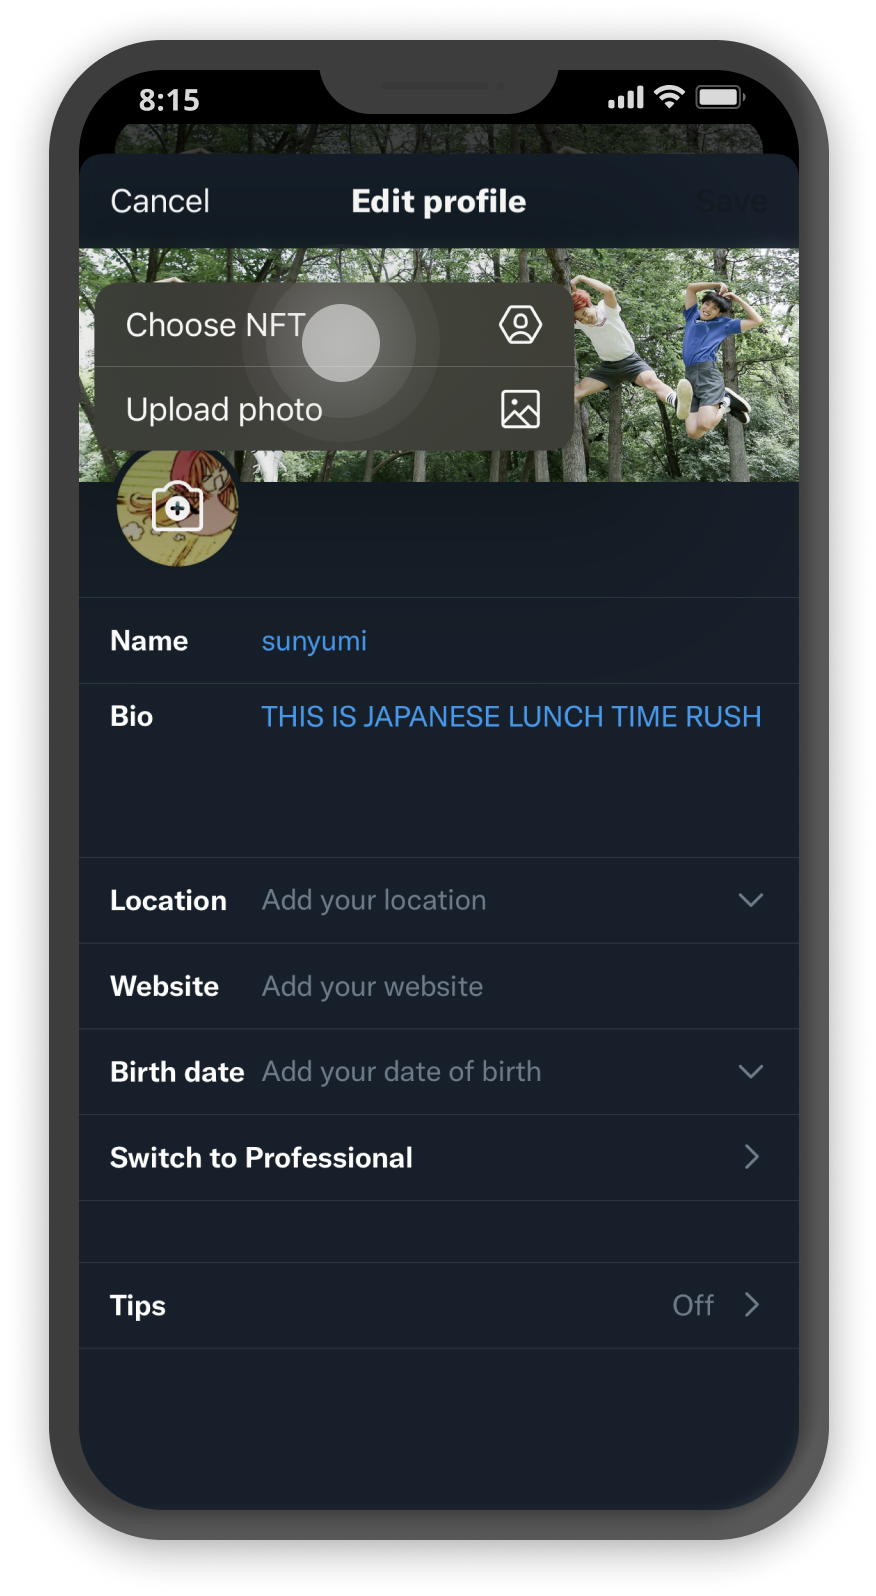 8:15
Cancel Edit profile Save
Choose NFT
Upload photo
Name sunyumi
Bio THIS IS JAPANESE LUNCH TIME RUSH
Location Add your location
Website Add your website
Birth date Add your date of birth
Switch to Professional
Tips Off